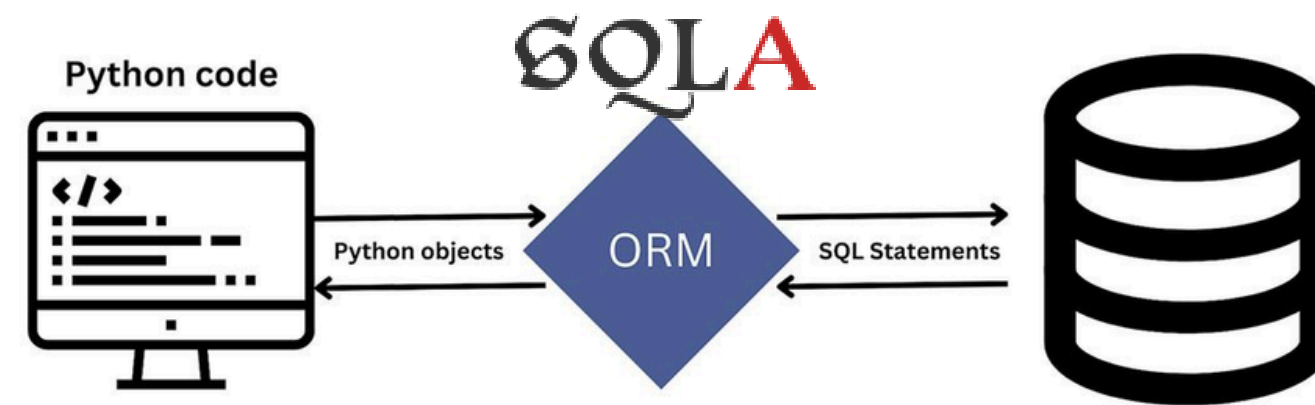 SQLA
Python code
</>
Python objects
ORM
SQL Statements